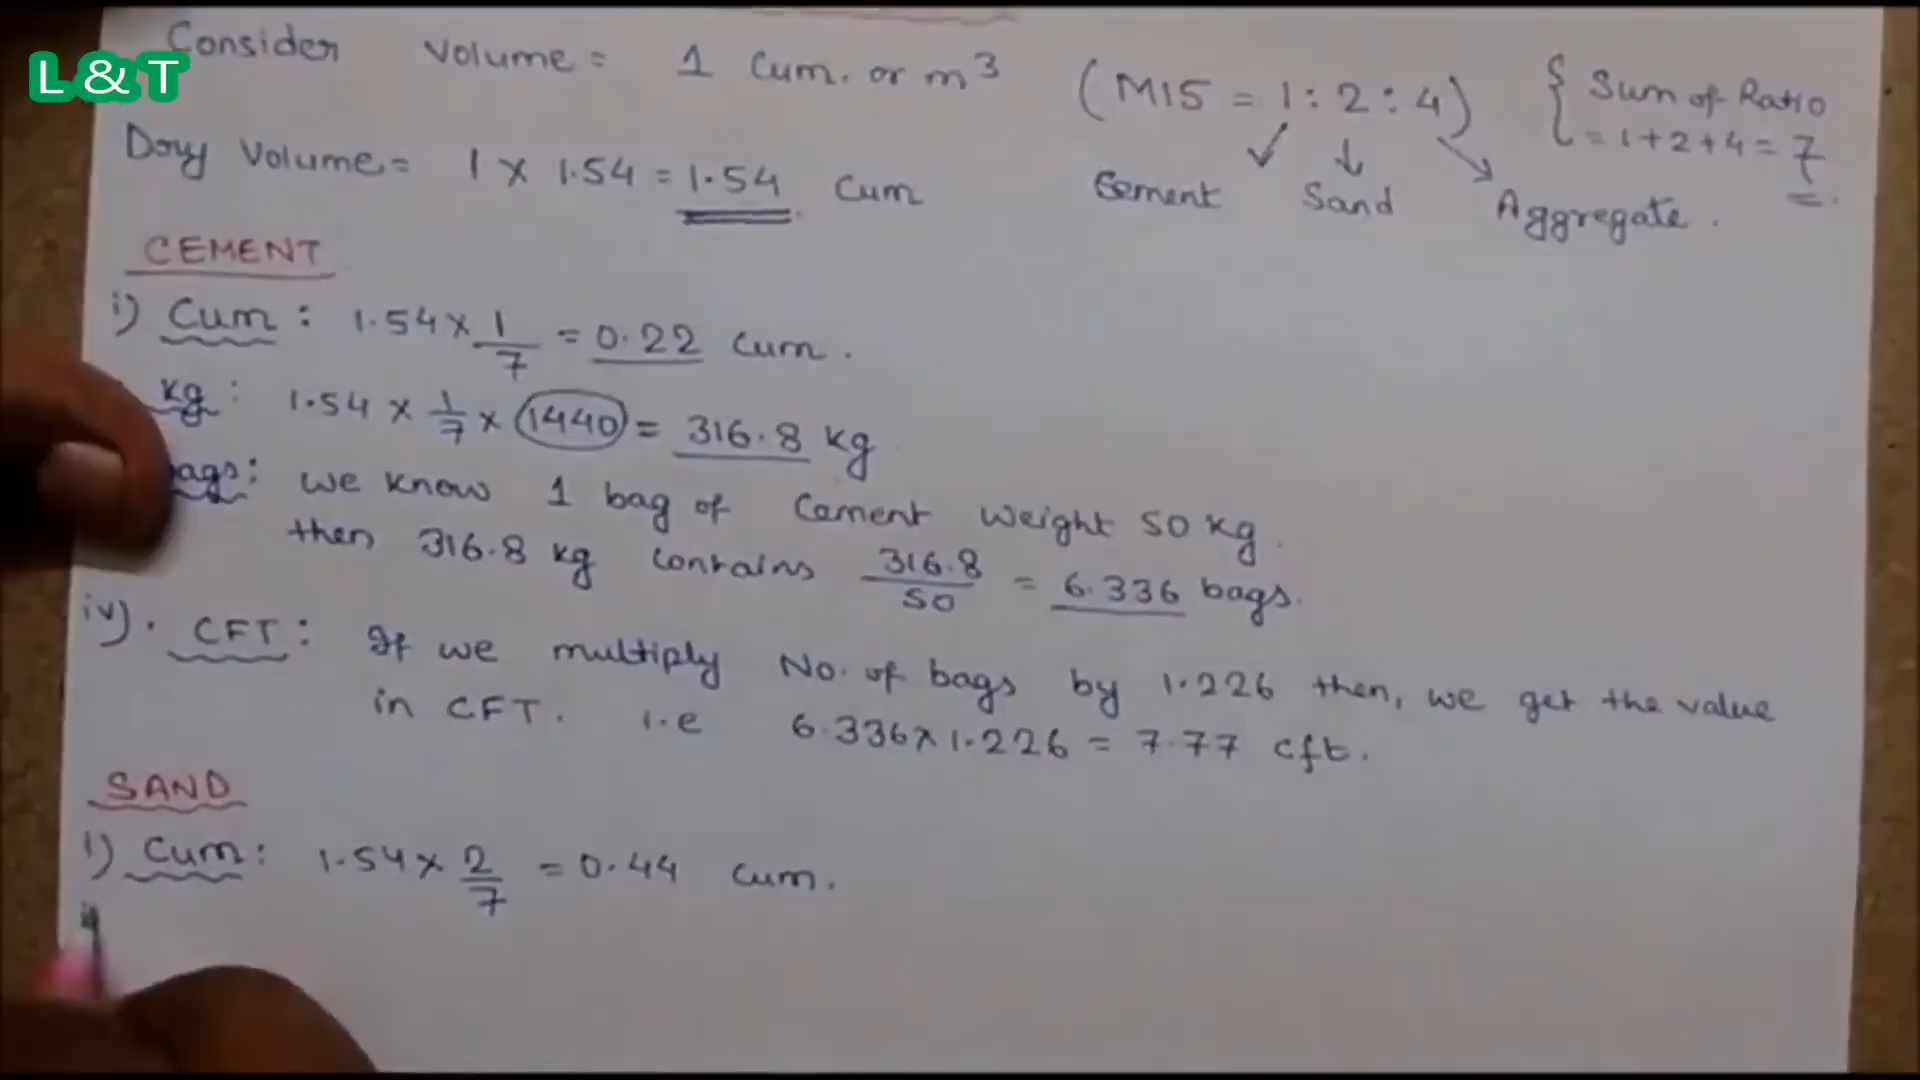 L&T
Consider Volume = 1 Cum. or m³
(M15 = 1:2:4)
{ Sum of Ratio
= 1+2+4 = 7
Cement Sand Aggregate.
Dry Volume = 1 × 1.54 = 1.54 Cum
CEMENT
i) Cum: 1.54 × 1/7 = 0.22 Cum.
kg: 1.54 × 1/7 × 1440 = 316.8 kg
bags: we know 1 bag of Cement Weight 50 kg.
then 316.8 kg contains 316.8/50 = 6.336 bags.
iv). CFT: If we multiply No. of bags by 1.226 then, we get the value
in CFT. i.e 6.336×1.226 = 7.77 cft.
SAND
1) Cum: 1.54 × 2/7 = 0.44 Cum.